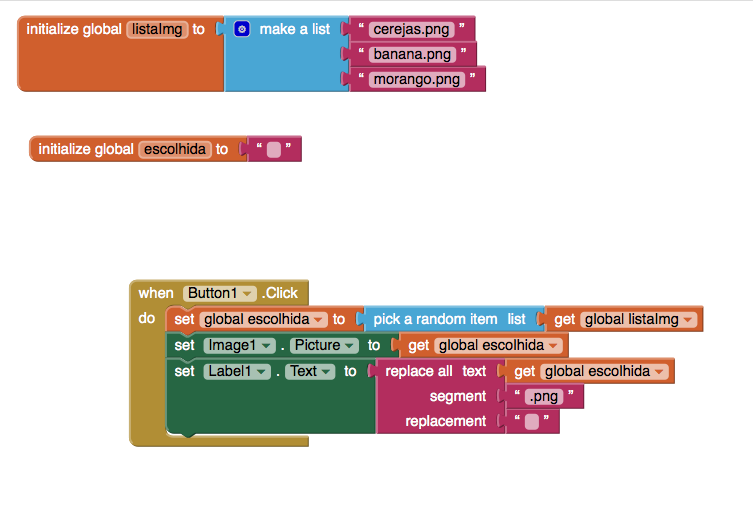 initialize global listaImg to make a list " cerejas.png "
" banana.png "
" morango.png "
initialize global escolhida to " "
when Button1 .Click
do set global escolhida to pick a random item list get global listaImg
set Image1 . Picture to get global escolhida
set Label1 . Text to replace all text get global escolhida
segment " .png "
replacement " "